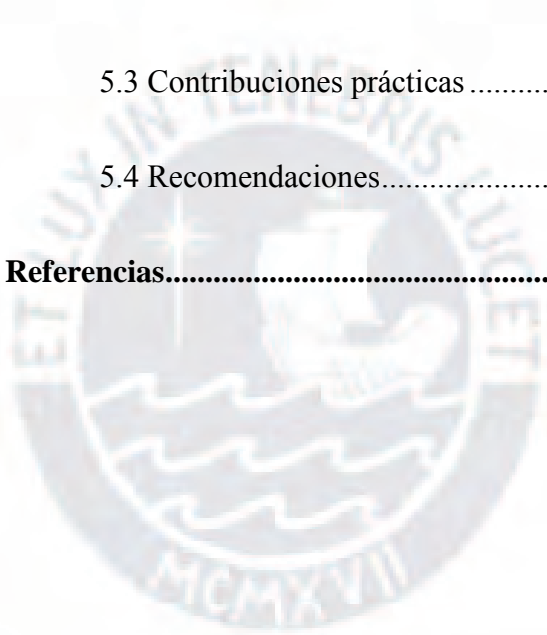 5.3 Contribuciones prácticas ..........
5.4 Recomendaciones.....................
Referencias...............................................
ET LUX IN TENEBRIS LUCET
MCMXVII